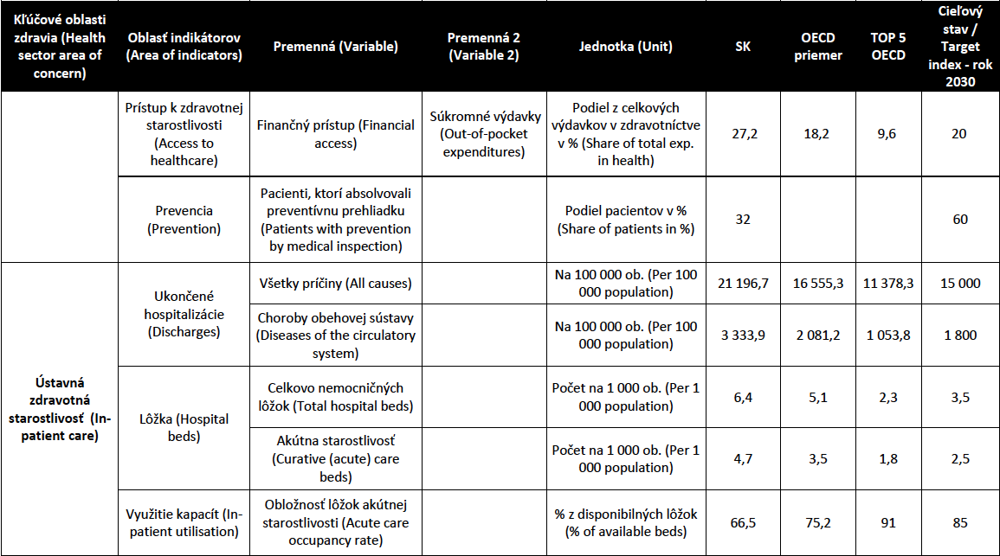 Kľúčové oblasti
zdravia (Health
sector area of
concern)
Oblasť indikátorov
(Area of indicators)
Premenná (Variable)
Premenná 2
(Variable 2)
Jednotka (Unit)
SK
OECD
priemer
TOP 5
OECD
Cieľový
stav /
Target
index - rok
2030
Prístup k zdravotnej
starostlivosti
(Access to
healthcare)
Finančný prístup (Financial
access)
Súkromné výdavky
(Out-of-pocket
expenditures)
Podiel z celkových
výdavkov v zdravotníctve
v % (Share of total exp.
in health)
27,2
18,2
9,6
20
Prevencia
(Prevention)
Pacienti, ktorí absolvovali
preventívnu prehliadku
(Patients with prevention
by medical inspection)
Podiel pacientov v %
(Share of patients in %)
32
60
Ústavná
zdravotná
starostlivosť (In-
patient care)
Ukončené
hospitalizácie
(Discharges)
Všetky príčiny (All causes)
Na 100 000 ob. (Per 100
000 population)
21 196,7
16 555,3
11 378,3
15 000
Choroby obehovej sústavy
(Diseases of the circulatory
system)
Na 100 000 ob. (Per 100
000 population)
3 333,9
2 081,2
1 053,8
1 800
Lôžka (Hospital
beds)
Celkovo nemocničných
lôžok (Total hospital beds)
Počet na 1 000 ob. (Per 1
000 population)
6,4
5,1
2,3
3,5
Akútna starostlivosť
(Curative (acute) care
beds)
Počet na 1 000 ob. (Per 1
000 population)
4,7
3,5
1,8
2,5
Využitie kapacít (In-
patient utilisation)
Obložnosť lôžok akútnej
starostlivosti (Acute care
occupancy rate)
% z disponibilných lôžok
(% of available beds)
66,5
75,2
91
85